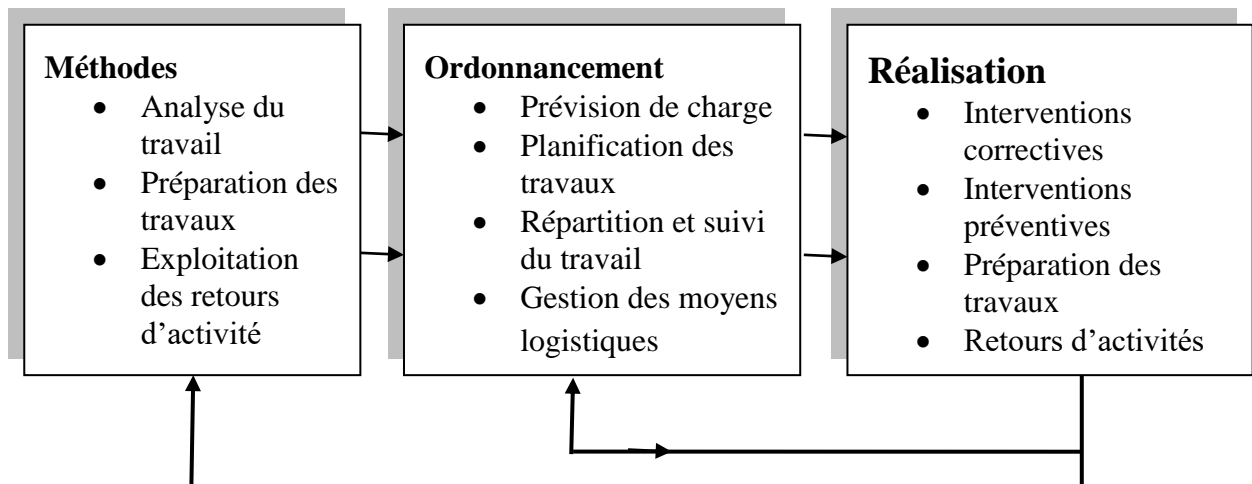 Méthodes
• Analyse du
travail
• Préparation des
travaux
• Exploitation
des retours
d’activité
Ordonnancement
• Prévision de charge
• Planification des
travaux
• Répartition et suivi
du travail
• Gestion des moyens
logistiques
Réalisation
• Interventions
correctives
• Interventions
préventives
• Préparation des
travaux
• Retours d’activités